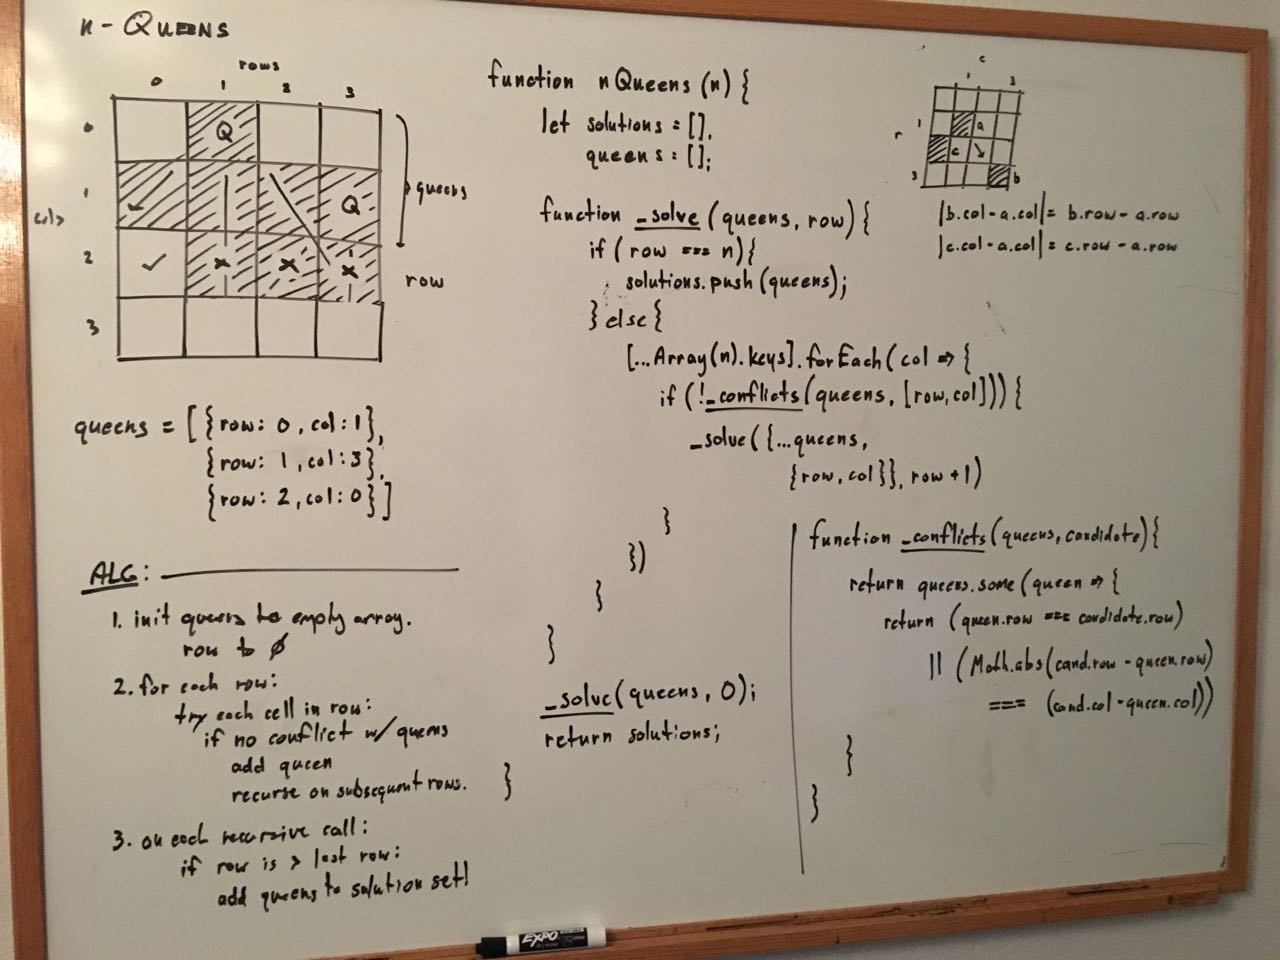 n-QUEENS
rows
0 1 2 3
0
1
2
3
Q
Q
x x x
queens
row
queens = [{row: 0, col: 1},
{row: 1, col: 3},
{row: 2, col: 0}]
ALG:
1. init queens to empty array.
row to 0
2. for each row:
try each cell in row:
if no conflict w/ queens
add queen
recurse on subsequent rows.
3. on each recursive call:
if row is > last row:
add queens to solution set!
function nQueens(n) {
let solutions = [],
queens = [];
function _solve (queens, row) {
if (row === n) {
solutions.push(queens);
} else {
[...Array(n).keys].forEach(col => {
if (!_conflicts(queens, [row, col])) {
_solve({...queens,
{row, col}}, row + 1)
}
})
}
}
_solve(queens, 0);
return solutions;
}
c
1 3
r
1
3
a
c
b
|b.col-a.col| = b.row-a.row
|c.col-a.col| = c.row-a.row
function _conflicts(queens, candidate) {
return queens.some(queen => {
return (queen.row === candidate.row)
|| (Math.abs(cand.row - queen.row)
=== (cand.col-queen.col))
}
}
EXPO